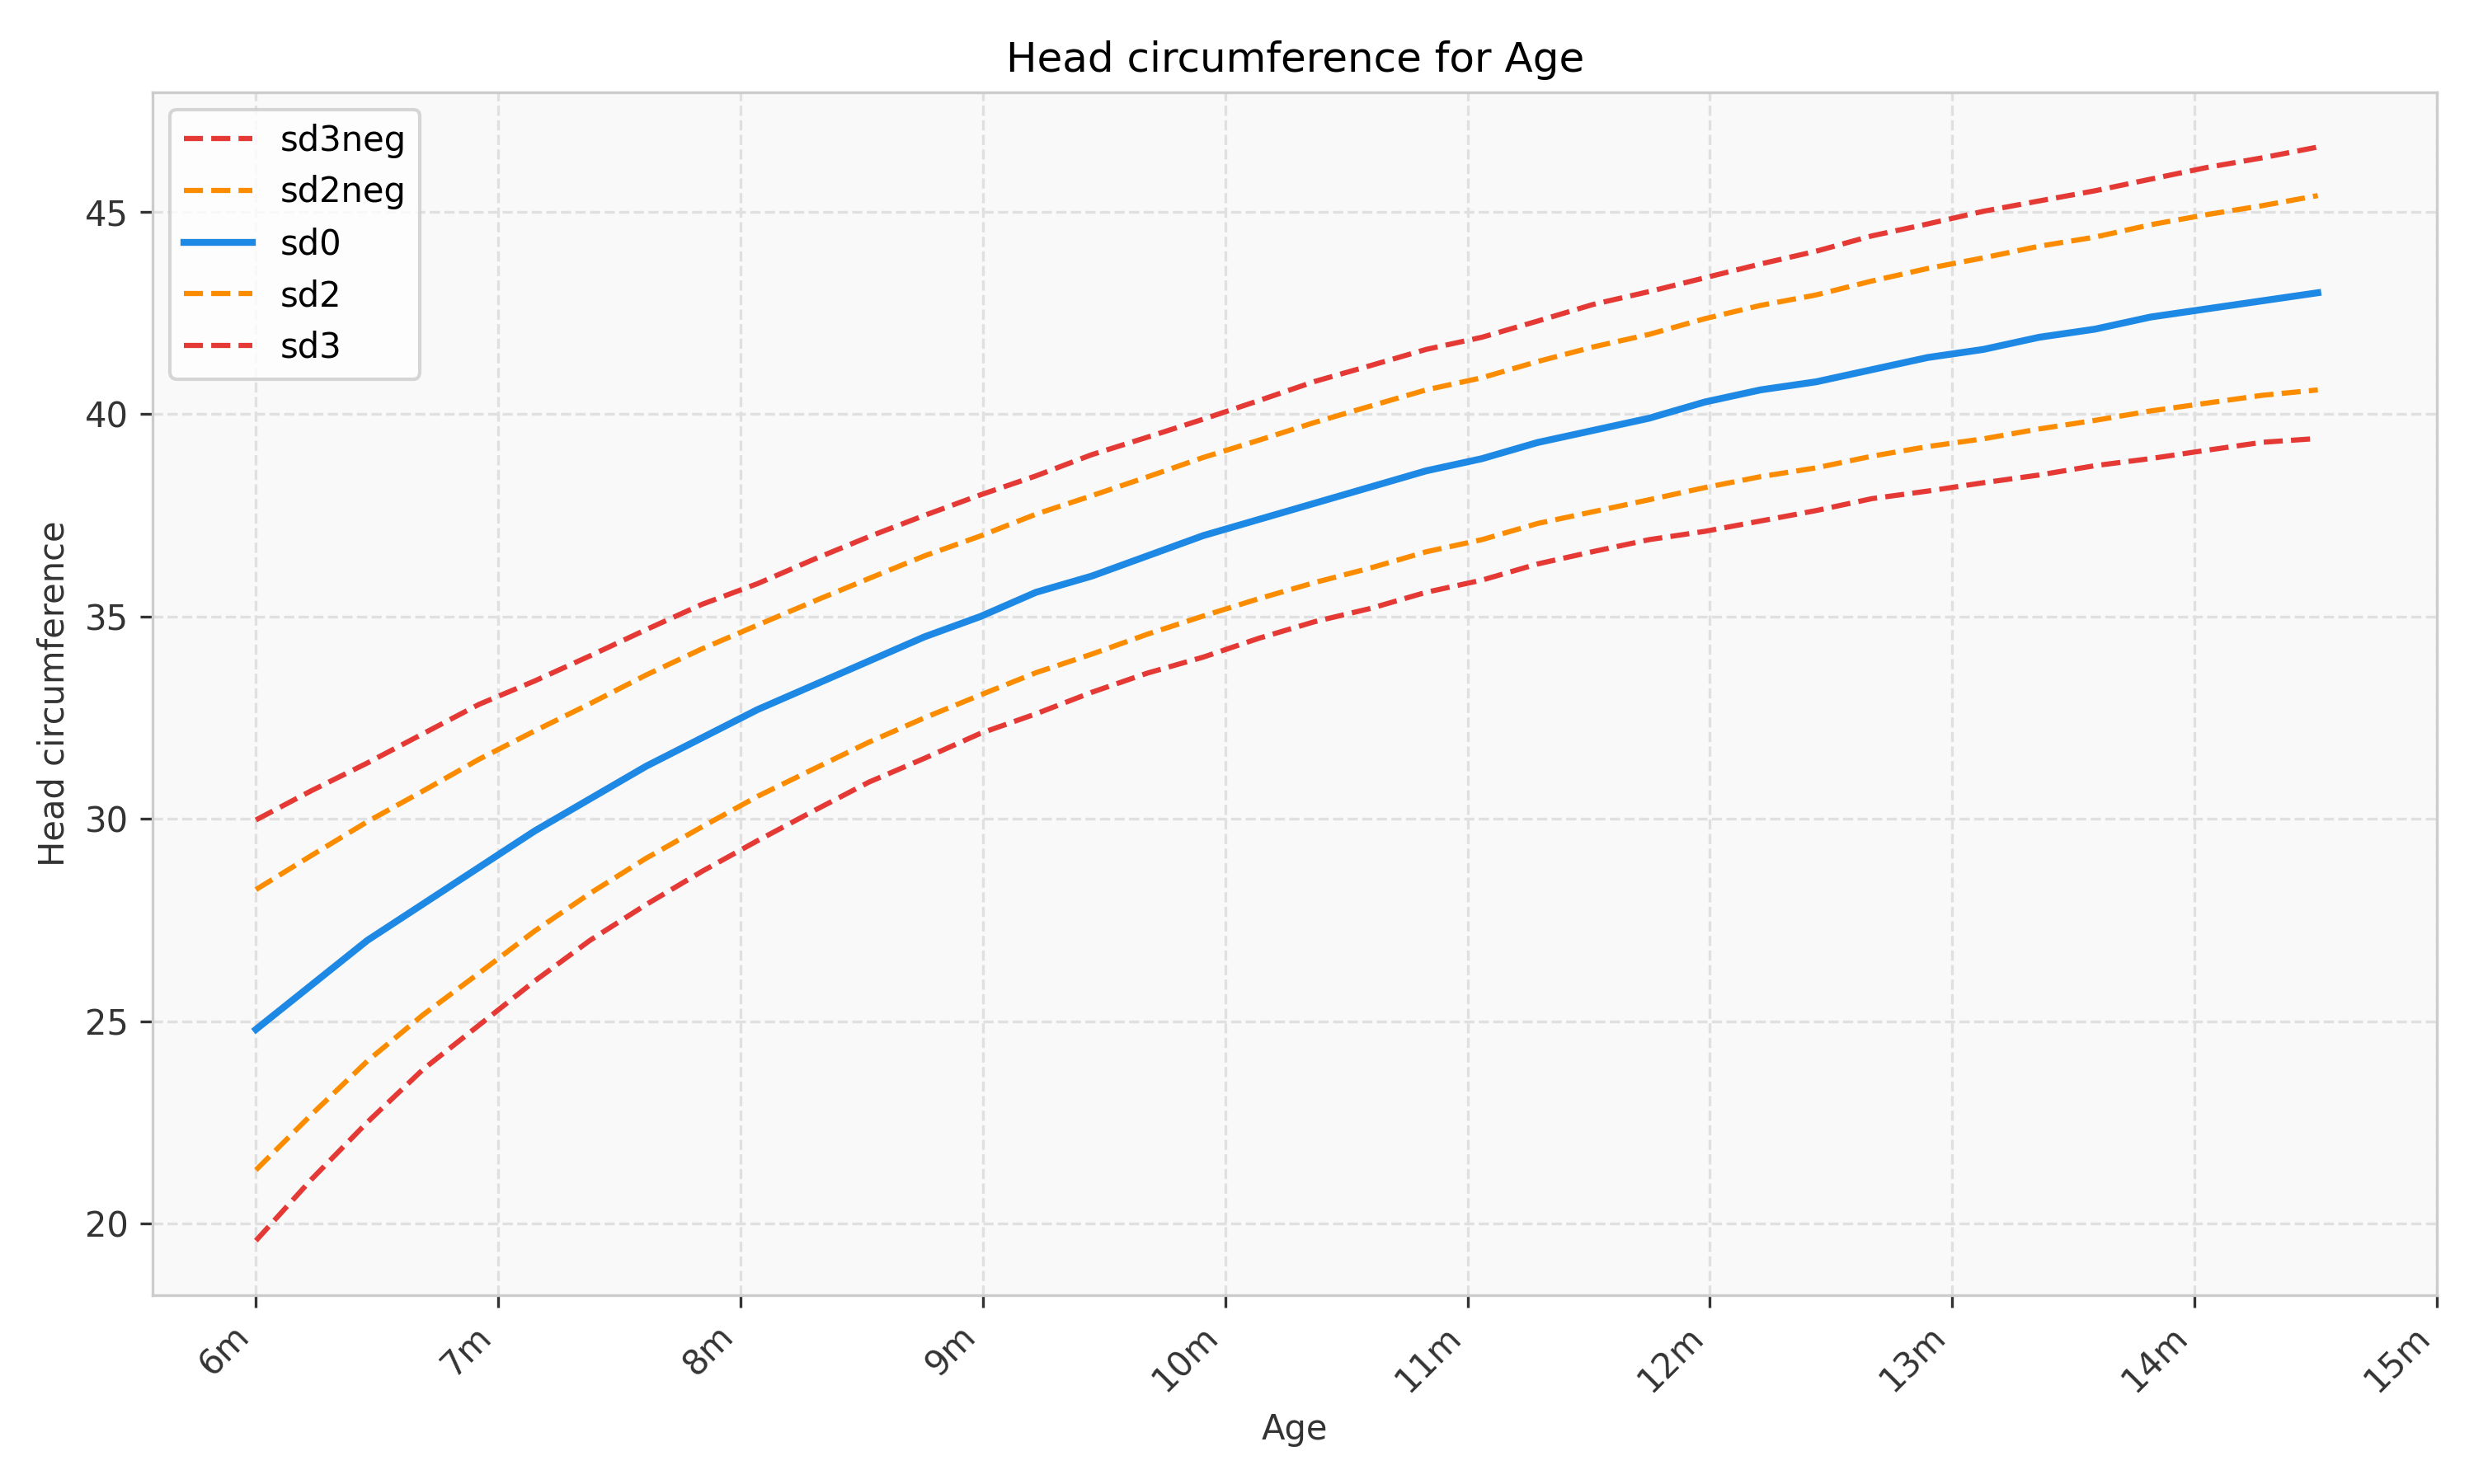 Head circumference for Age
sd3neg
sd2neg
sd0
sd2
sd3
Head circumference
45
40
35
30
25
20
6m
7m
8m
9m
10m
11m
12m
13m
14m
15m
Age